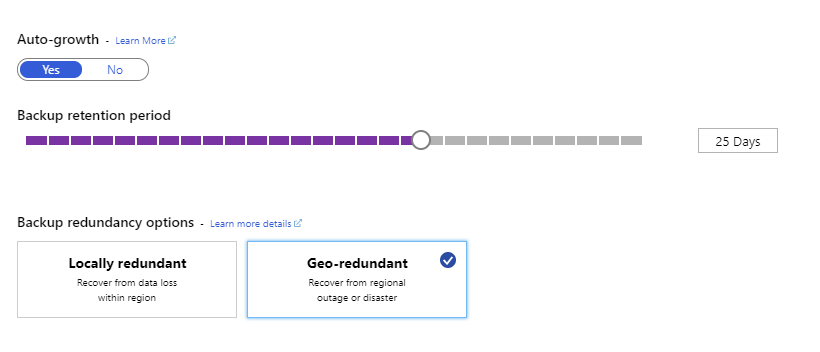 Auto-growth - Learn More
Yes No
Backup retention period
25 Days
Backup redundancy options - Learn more details
Locally redundant
Recover from data loss
within region
Geo-redundant
Recover from regional
outage or disaster